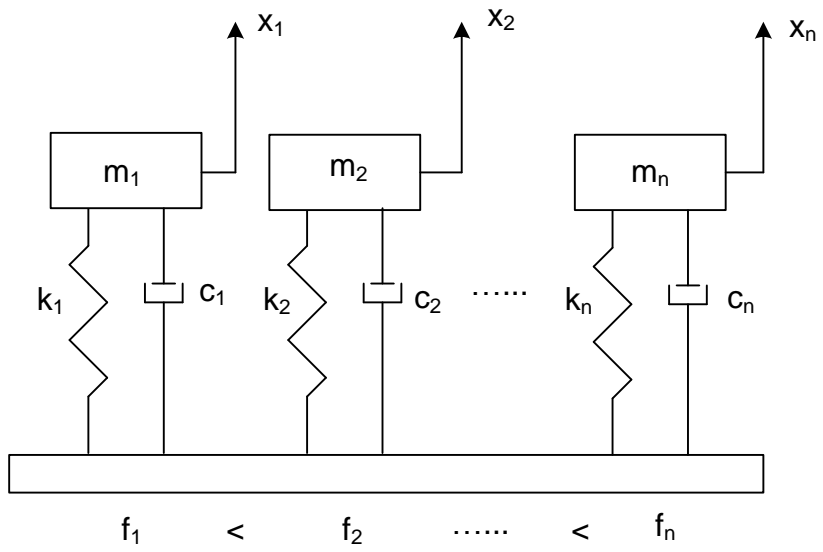 x₁ x₂ xₙ
m₁ m₂ mₙ
k₁ c₁ k₂ c₂ ...... kₙ cₙ
f₁ < f₂ ...... < fₙ